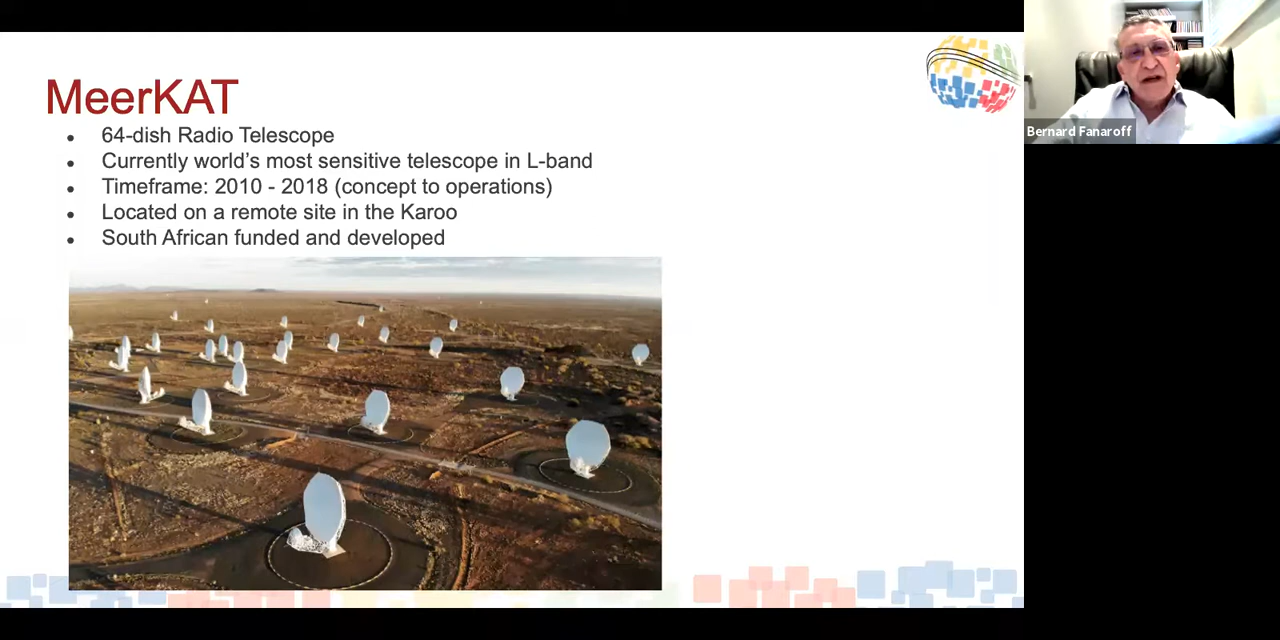 MeerKAT
• 64-dish Radio Telescope
• Currently world's most sensitive telescope in L-band
• Timeframe: 2010 - 2018 (concept to operations)
• Located on a remote site in the Karoo
• South African funded and developed
Bernard Fanaroff